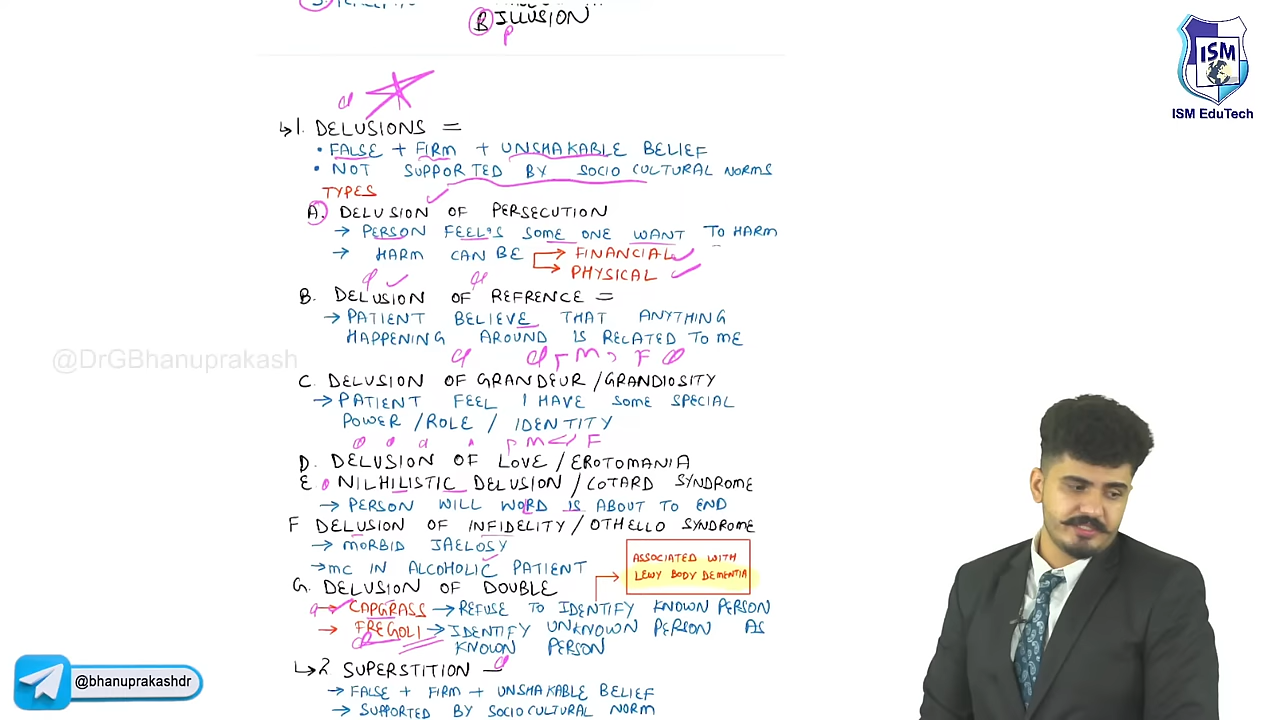 B ILLUSION
ISM
ISM EduTech
↳1. DELUSIONS =
• FALSE + FIRM + UNSHAKABLE BELIEF
• NOT SUPPORTED BY SOCIO CULTURAL NORMS
TYPES
A. DELUSION OF PERSECUTION
→ PERSON FEEL'S SOME ONE WANT TO HARM
→ HARM CAN BE → FINANCIAL
→ PHYSICAL
B. DELUSION OF REFRENCE =
→ PATIENT BELIEVE THAT ANYTHING
HAPPENING AROUND IS RELATED TO ME
@DrGBhanuprakash
M > F
C. DELUSION OF GRANDEUR / GRANDIOSITY
→ PATIENT FEEL I HAVE SOME SPECIAL
POWER / ROLE / IDENTITY
M < F
D. DELUSION OF LOVE / EROTOMANIA
E. NILHILISTIC DELUSION / COTARD SYNDROME
→ PERSON WILL WORLD IS ABOUT TO END
F DELUSION OF INFIDELITY / OTHELLO SYNDROME
→ MORBID JAELOSY
→ MC IN ALCOHOLIC PATIENT
ASSOCIATED WITH
LEWY BODY DEMENTIA
G. DELUSION OF DOUBLE
→ CAPGRASS → REFUSE TO IDENTIFY KNOWN PERSON
→ FREGOLI → IDENTIFY UNKNOWN PERSON AS
KNOWN PERSON
↳2 SUPERSTITION –
→ FALSE + FIRM + UNSHAKABLE BELIEF
→ SUPPORTED BY SOCIOCULTURAL NORM
@bhanuprakashdr